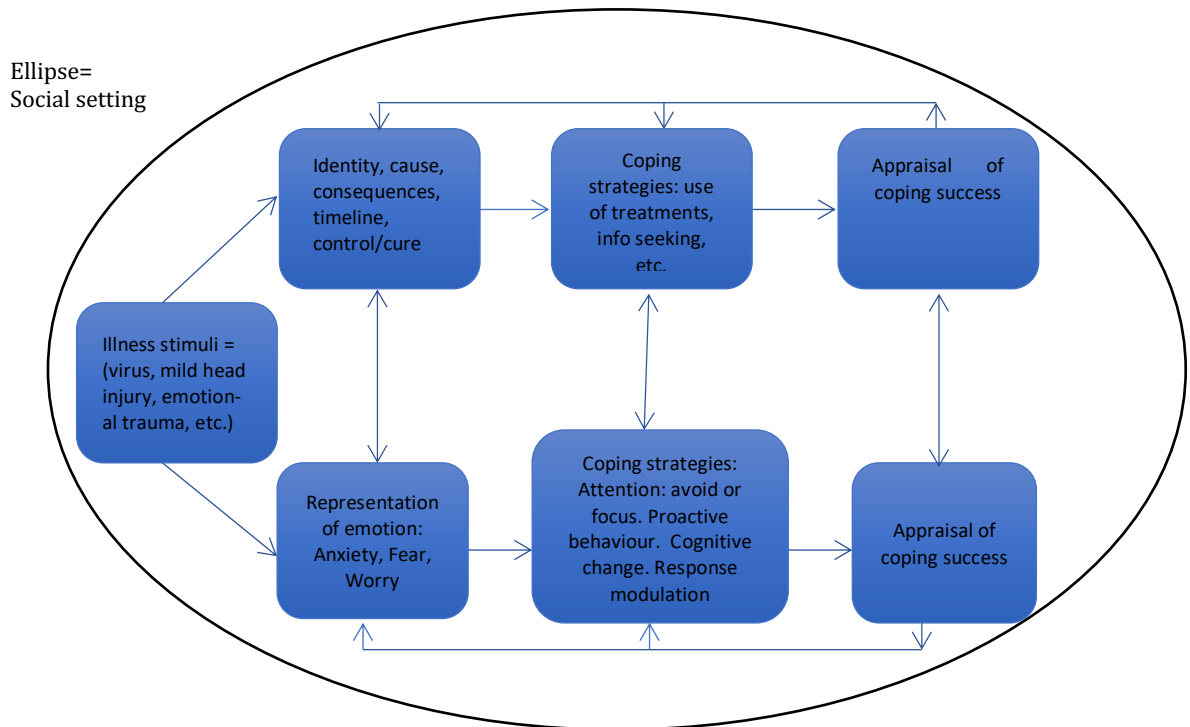 Ellipse=
Social setting
Identity, cause,
consequences,
timeline,
control/cure
Coping
strategies: use
of treatments,
info seeking,
etc.
Appraisal of
coping success
Illness stimuli =
(virus, mild head
injury, emotion-
al trauma, etc.)
Representation
of emotion:
Anxiety, Fear,
Worry
Coping strategies:
Attention: avoid or
focus. Proactive
behaviour. Cognitive
change. Response
modulation
Appraisal of
coping success